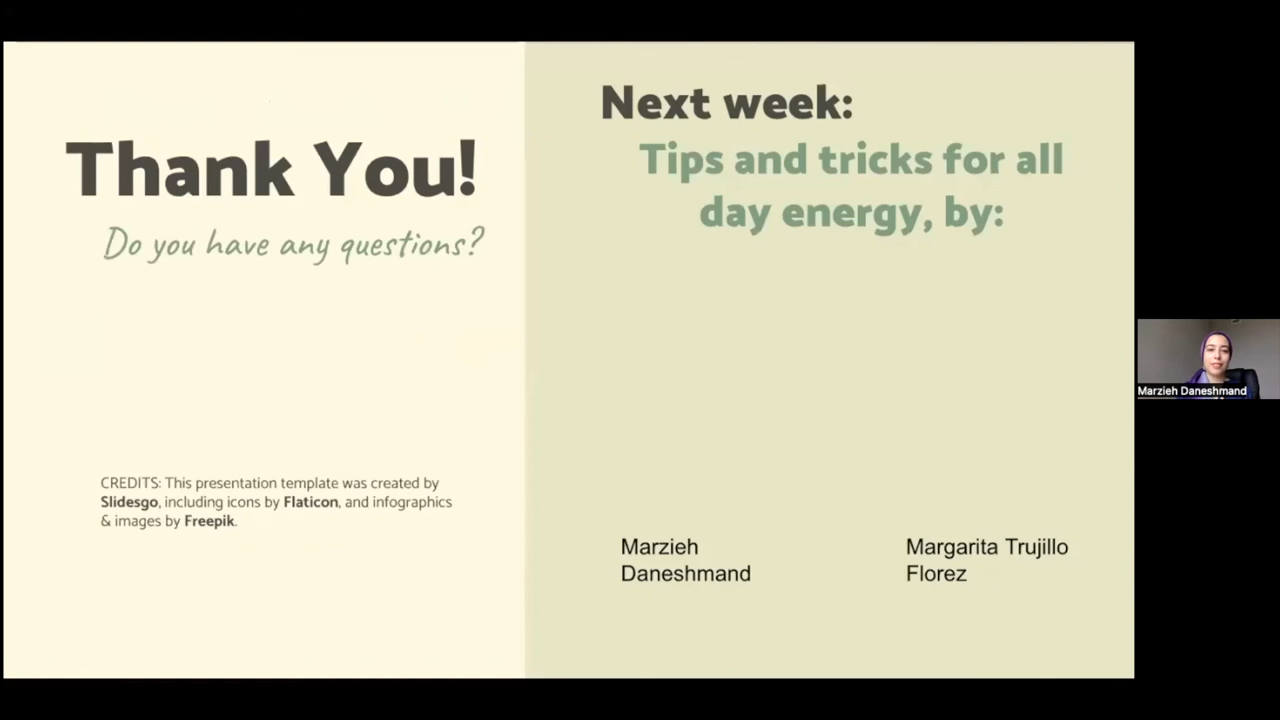 Thank You!
Do you have any questions?
CREDITS: This presentation template was created by
Slidesgo, including icons by Flaticon, and infographics
& images by Freepik.
Next week:
Tips and tricks for all
day energy, by:
Marzieh
Daneshmand
Margarita Trujillo
Florez
Marzieh Daneshmand